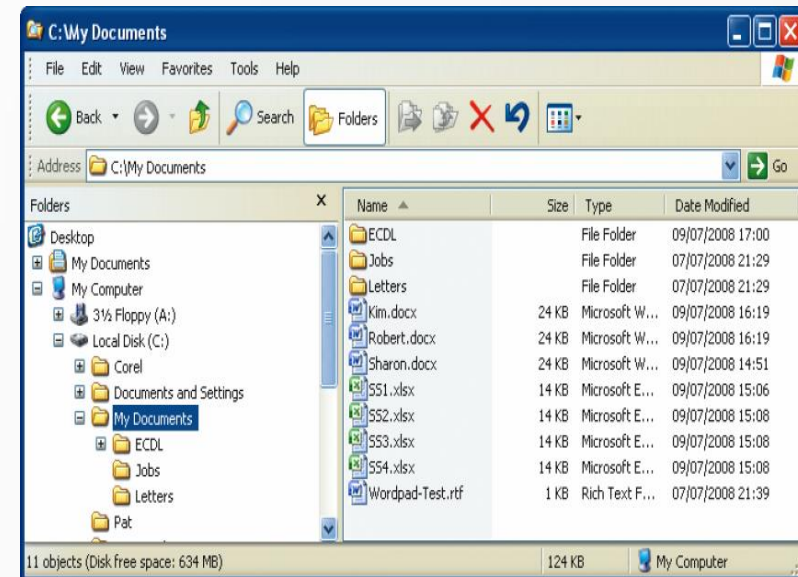 C:\My Documents
File Edit View Favorites Tools Help
Back Search Folders
Address C:\My Documents Go
Folders X
Desktop
My Documents
My Computer
3½ Floppy (A:)
Local Disk (C:)
Corel
Documents and Settings
My Documents
ECDL
Jobs
Letters
Pat
Name Size Type Date Modified
ECDL File Folder 09/07/2008 17:00
Jobs File Folder 07/07/2008 21:29
Letters File Folder 07/07/2008 21:29
Kim.docx 24 KB Microsoft W... 09/07/2008 16:19
Robert.docx 24 KB Microsoft W... 09/07/2008 16:19
Sharon.docx 24 KB Microsoft W... 09/07/2008 14:51
SS1.xlsx 14 KB Microsoft E... 09/07/2008 15:06
SS2.xlsx 14 KB Microsoft E... 09/07/2008 15:08
SS3.xlsx 14 KB Microsoft E... 09/07/2008 15:08
SS4.xlsx 14 KB Microsoft E... 09/07/2008 15:08
Wordpad-Test.rtf 1 KB Rich Text F... 07/07/2008 21:39
11 objects (Disk free space: 634 MB) 124 KB My Computer